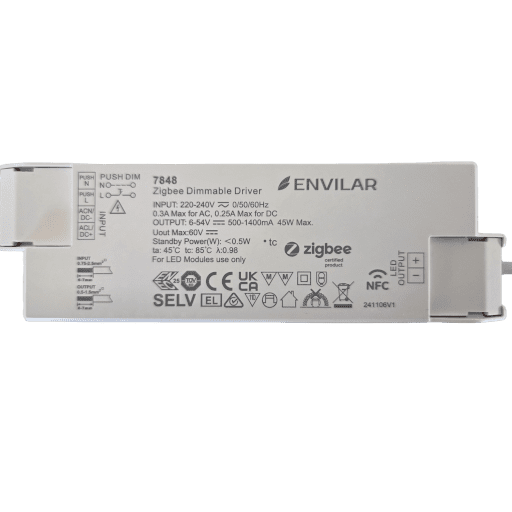 PUSH N
PUSH L
ACN/ DC-
ACL/ DC+
PUSH DIM
N
L
INPUT
7848
Zigbee Dimmable Driver
ENVILAR
INPUT: 220-240V 0/50/60Hz
0.3A Max for AC, 0.25A Max for DC
OUTPUT: 6-54V 500-1400mA 45W Max.
Uout Max:60V
Standby Power(W): <0.5W
• tc
ta: 45°C tc: 85°C λ:0.98
For LED Modules use only
zigbee
certified
product
INPUT
OUTPUT
SELV
EL
CE
UK
CA
M
M
NFC
241106V1
LED
OUTPUT
+
-